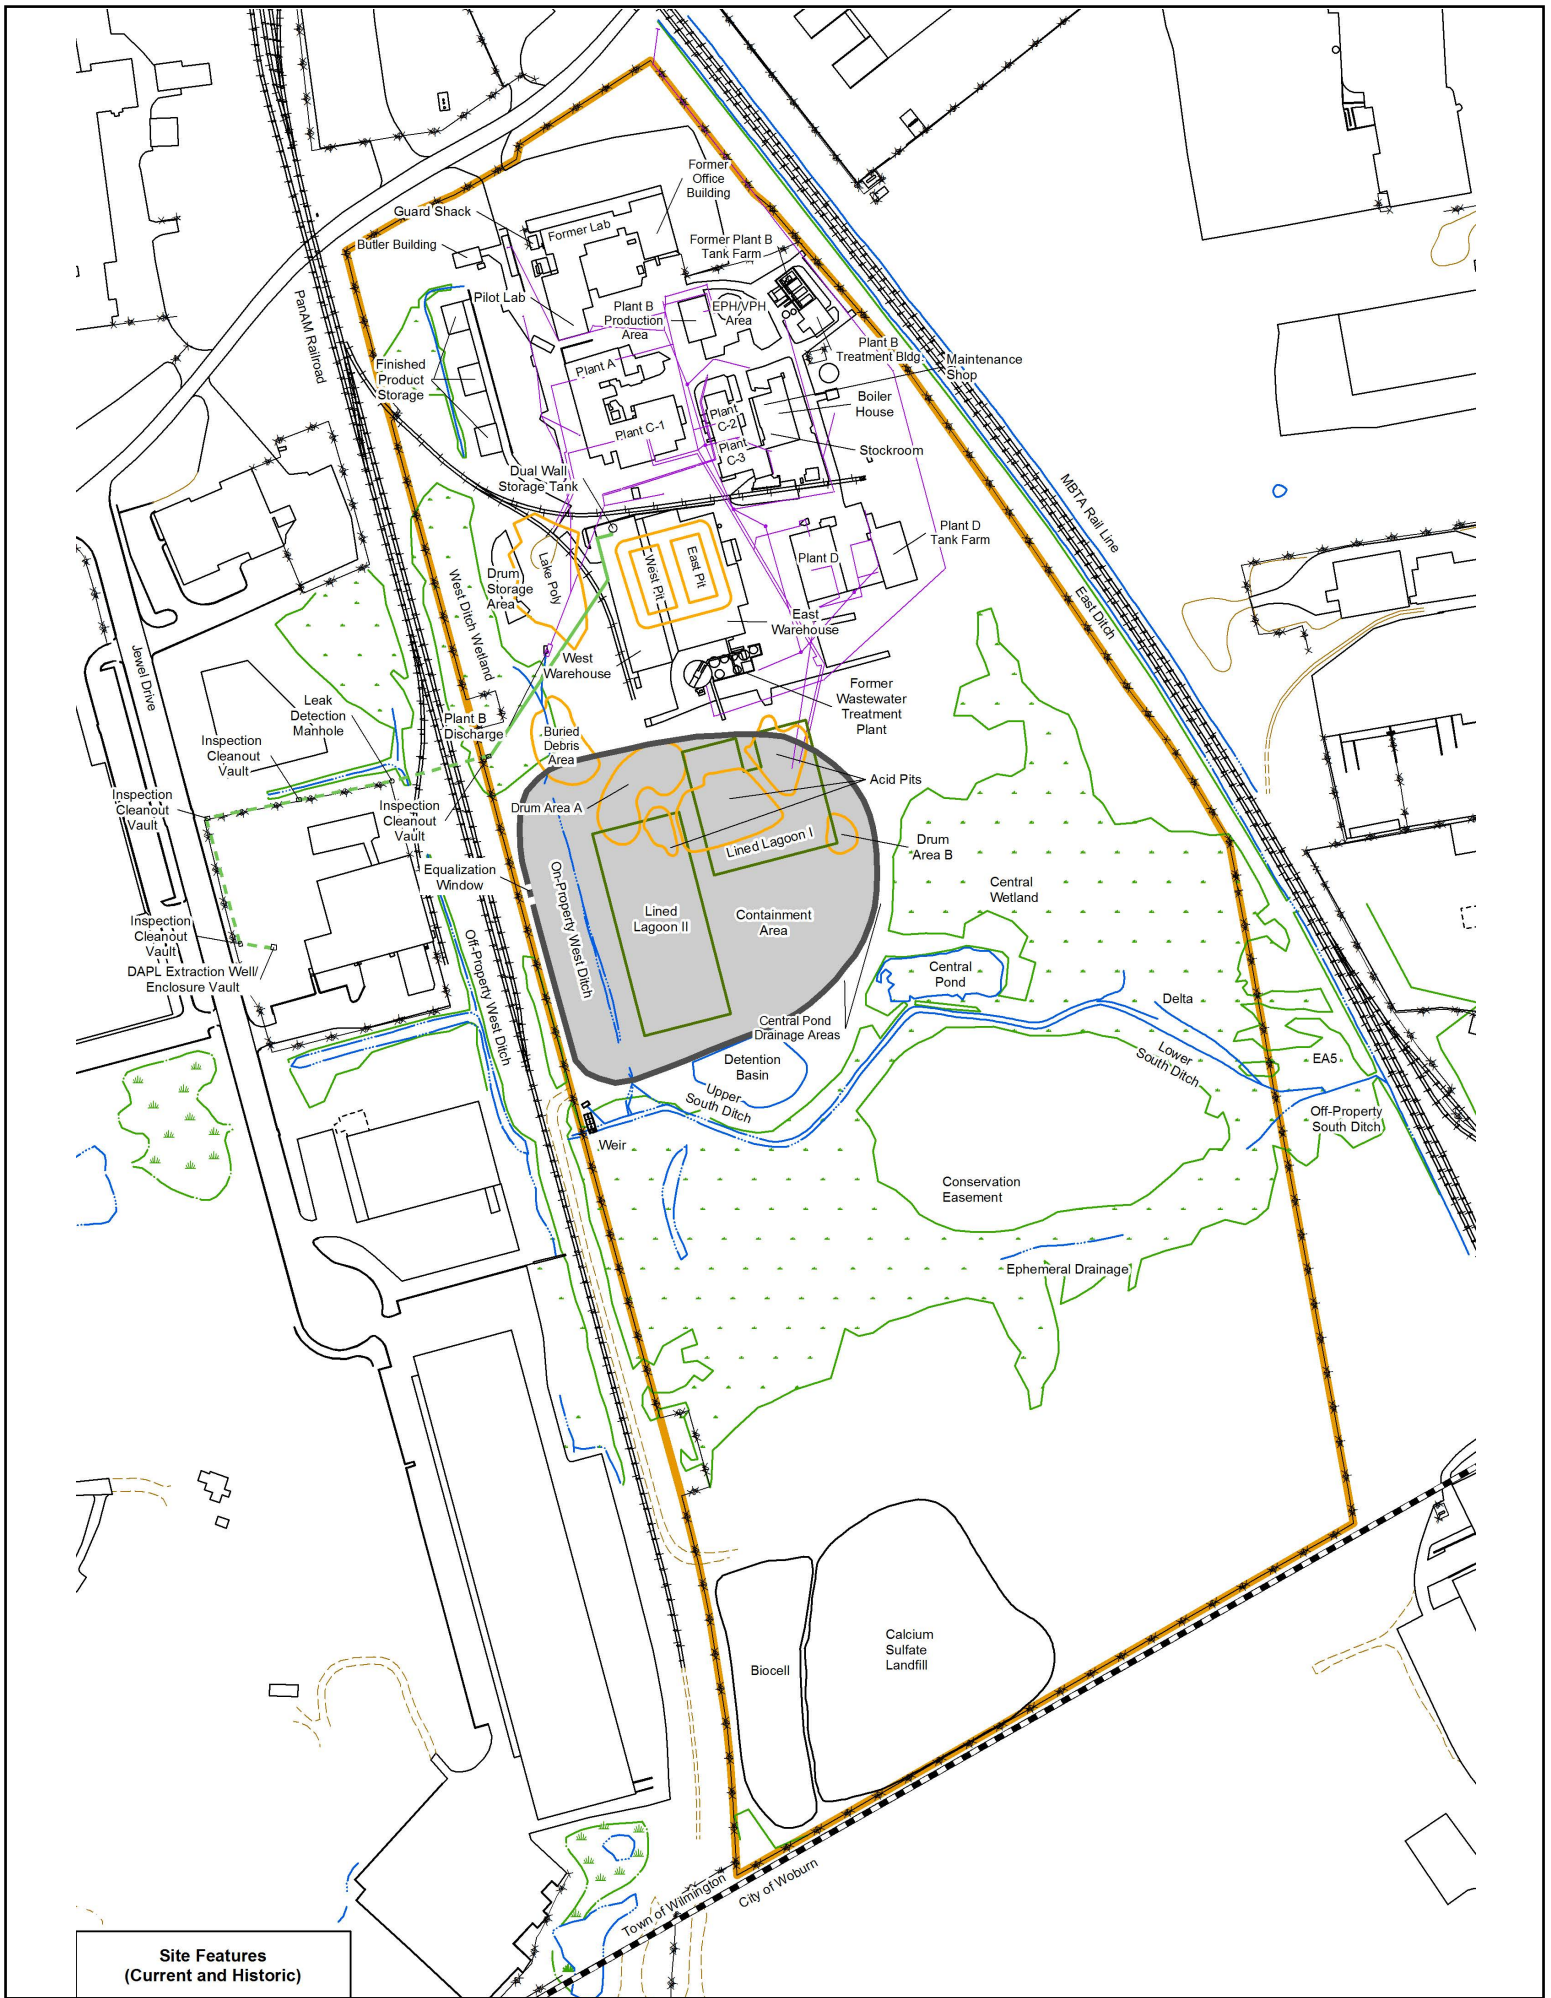 Former
Office
Building
Guard Shack
Former Lab
Butler Building
Former Plant B
Tank Farm
PanAM Railroad
Pilot Lab
Plant B
Production
Area
EPH/VPH
Area
Plant B
Treatment Bldg
Maintenance
Shop
Finished
Product
Storage
Plant A
Boiler
House
Plant
C-2
Plant C-1
Plant
C-3
Stockroom
Dual Wall
Storage Tank
MBTA Rail Line
Plant D
Tank Farm
West Pit
East Pit
Plant D
Lake Poly
Drum
Storage
Area
West Ditch Wetland
East Ditch
East
Warehouse
West
Warehouse
Jewel Drive
Leak
Detection
Manhole
Former
Wastewater
Treatment
Plant
Plant B
Discharge
Buried
Debris
Area
Inspection
Cleanout
Vault
Acid Pits
Inspection
Cleanout
Vault
Inspection
Cleanout
Vault
Drum Area A
Lined Lagoon I
Drum
Area B
Equalization
Window
On-Property West Ditch
Central
Wetland
Lined
Lagoon II
Containment
Area
Inspection
Cleanout
Vault
Off-Property West Ditch
DAPL Extraction Well/
Enclosure Vault
Central
Pond
Delta
Central Pond
Drainage Areas
Lower
South Ditch
EA5
Detention
Basin
Upper
South Ditch
Off-Property
South Ditch
Weir
Conservation
Easement
Ephemeral Drainage
Calcium
Sulfate
Landfill
Biocell
Town of Wilmington
City of Woburn
Site Features
(Current and Historic)